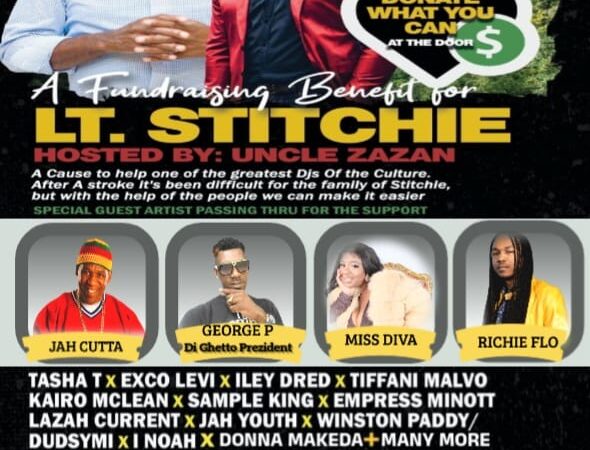 DONATE
WHAT YOU
CAN
AT THE DOOR $
A Fundraising Benefit for
LT. STITCHIE
HOSTED BY: UNCLE ZAZAN
A Cause to help one of the greatest Djs Of the Culture.
After A stroke it's been difficult for the family of Stitchie,
but with the help of the people we can make it easier
SPECIAL GUEST ARTIST PASSING THRU FOR THE SUPPORT
JAH CUTTA
GEORGE P
Di Ghetto Prezident
MISS DIVA
RICHIE FLO
TASHA T x EXCO LEVI x ILEY DRED x TIFFANI MALVO
KAIRO MCLEAN x SAMPLE KING x EMPRESS MINOTT
LAZAH CURRENT x JAH YOUTH x WINSTON PADDY/
DUDSYMI x I NOAH X DONNA MAKEDA+MANY MORE